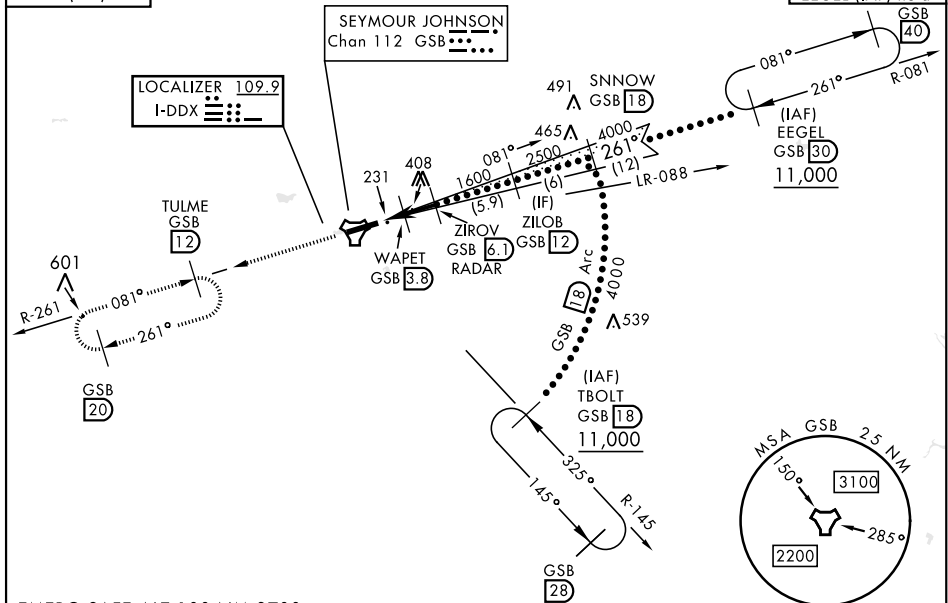 SEYMOUR JOHNSON
Chan 112 GSB
GSB
40
081°
R-081
261°
LOCALIZER 109.9
I-DDX
491
SNNOW
GSB 18
465
081°
4000
261°
(12)
2500
(6)
1600
(5.9)
LR-088
(IAF)
EEGEL
GSB 30
11,000
408
231
TULME
GSB
12
(IF)
ZILOB
GSB 12
ZIROV
GSB 6.1
RADAR
WAPET
GSB 3.8
601
R-261
081°
261°
GSB
20
GSB 18 Arc
4000
539
(IAF)
TBOLT
GSB 18
11,000
325°
145°
R-145
GSB
28
MSA GSB 25 NM
150°
3100
285°
2200